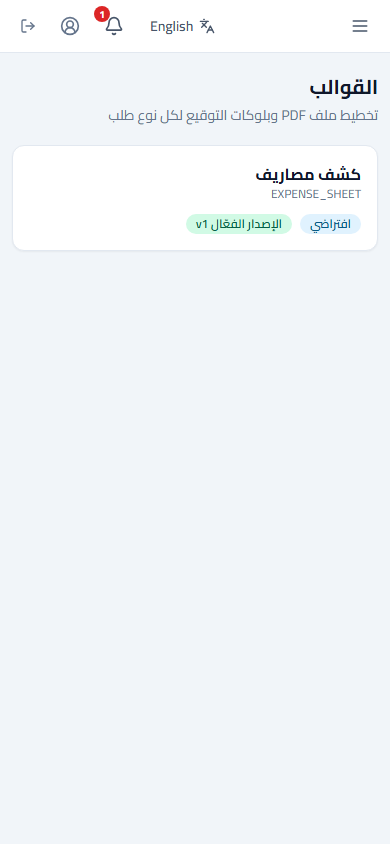 English
1
القوالب
تخطيط ملف PDF وبلوكات التوقيع لكل نوع طلب
كشف مصاريف
EXPENSE_SHEET
افتراضي
الإصدار الفعّال v1